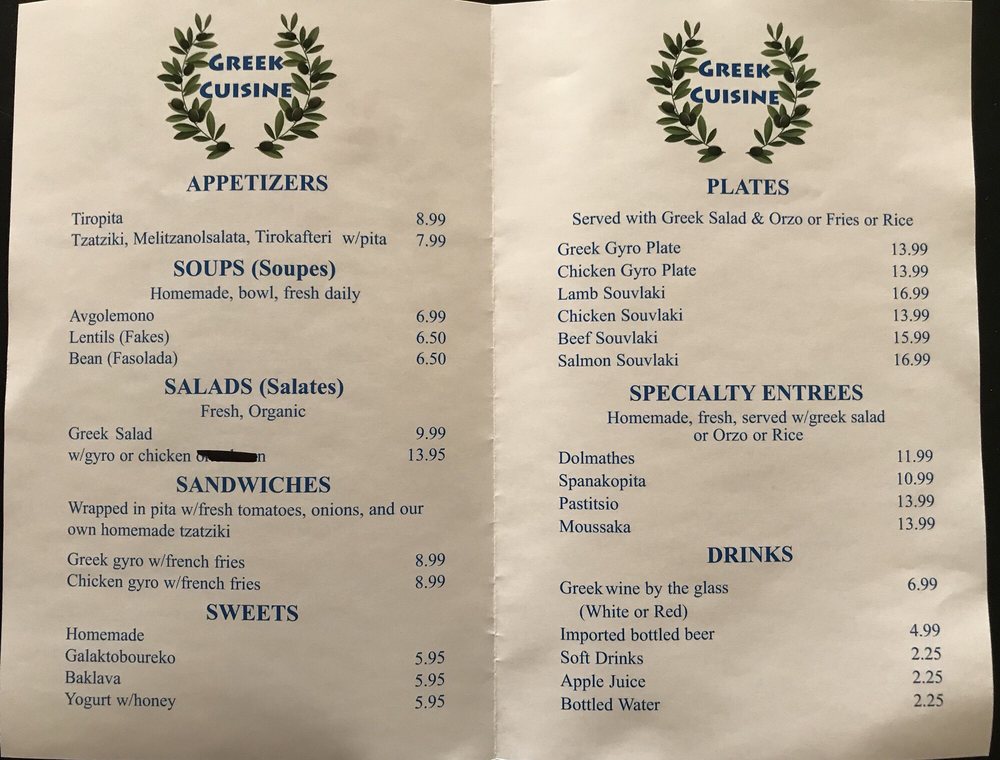 GREEK
CUISINE
APPETIZERS
Tiropita 8.99
Tzatziki, Melitzanolsalata, Tirokafteri w/pita 7.99
SOUPS (Soupes)
Homemade, bowl, fresh daily
Avgolemono 6.99
Lentils (Fakes) 6.50
Bean (Fasolada) 6.50
SALADS (Salates)
Fresh, Organic
Greek Salad 9.99
w/gyro or chicken 13.95
SANDWICHES
Wrapped in pita w/fresh tomatoes, onions, and our
own homemade tzatziki
Greek gyro w/french fries 8.99
Chicken gyro w/french fries 8.99
SWEETS
Homemade
Galaktoboureko 5.95
Baklava 5.95
Yogurt w/honey 5.95
GREEK
CUISINE
PLATES
Served with Greek Salad & Orzo or Fries or Rice
Greek Gyro Plate 13.99
Chicken Gyro Plate 13.99
Lamb Souvlaki 16.99
Chicken Souvlaki 13.99
Beef Souvlaki 15.99
Salmon Souvlaki 16.99
SPECIALTY ENTREES
Homemade, fresh, served w/greek salad
or Orzo or Rice
Dolmathes 11.99
Spanakopita 10.99
Pastitsio 13.99
Moussaka 13.99
DRINKS
Greek wine by the glass 6.99
(White or Red)
Imported bottled beer 4.99
Soft Drinks 2.25
Apple Juice 2.25
Bottled Water 2.25